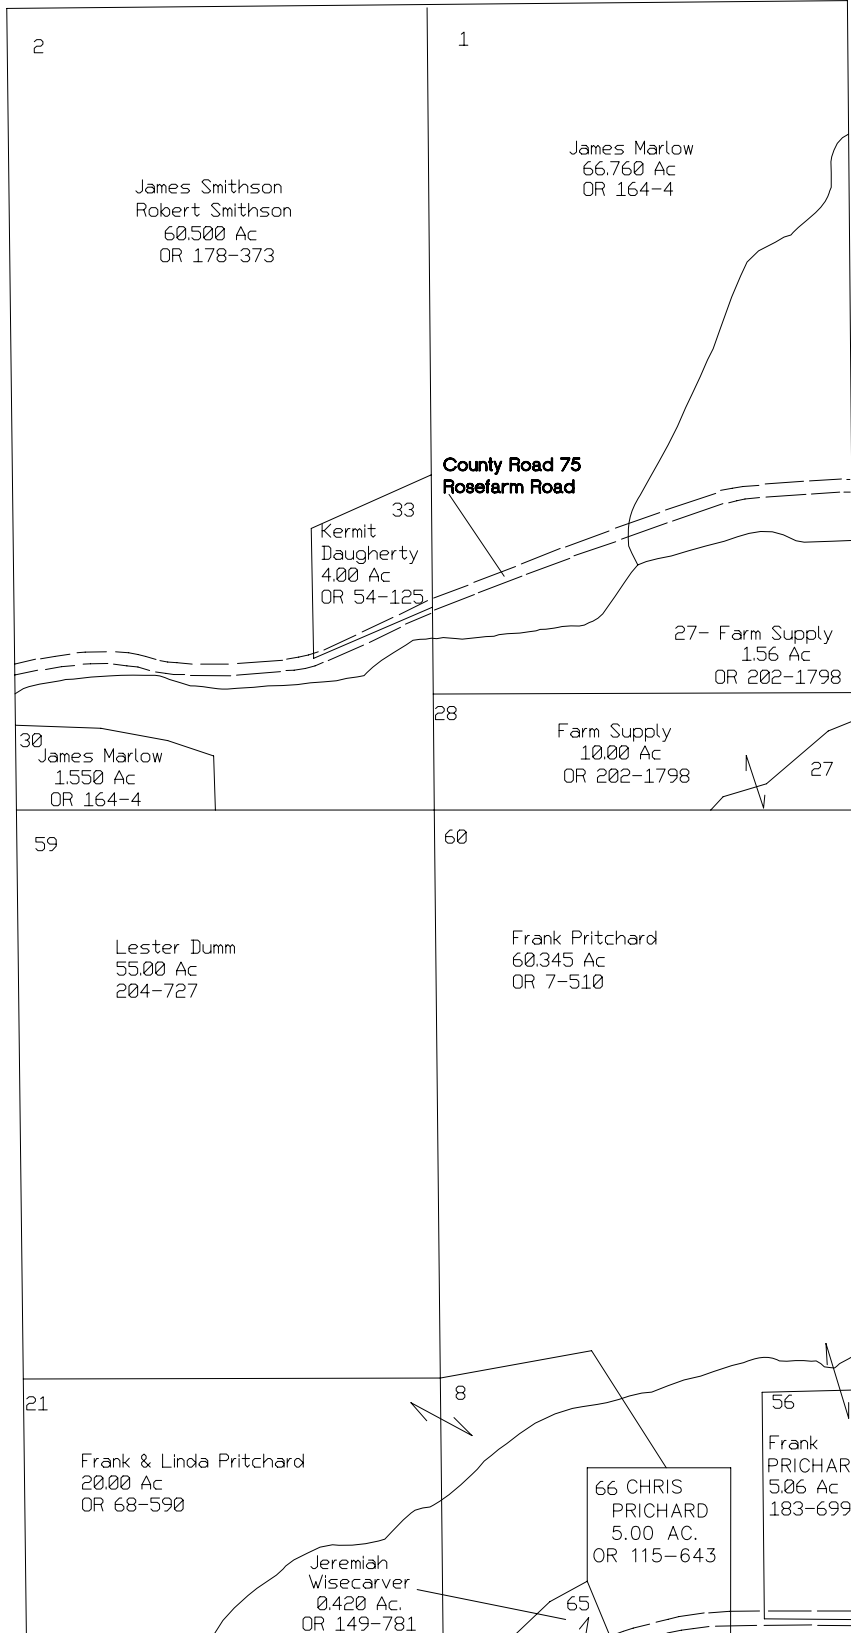 2
1
James Marlow
66.760 Ac
OR 164-4
James Smithson
Robert Smithson
60.500 Ac
OR 178-373
County Road 75
Rosefarm Road
33
Kermit
Daugherty
4.00 Ac
OR 54-125
27- Farm Supply
1.56 Ac
OR 202-1798
28
Farm Supply
10.00 Ac
OR 202-1798
27
30
James Marlow
1.550 Ac
OR 164-4
59
60
Lester Dumm
55.00 Ac
204-727
Frank Pritchard
60.345 Ac
OR 7-510
21
8
56
Frank & Linda Pritchard
20.00 Ac
OR 68-590
Frank
PRICHAR
5.06 Ac
183-699
66 CHRIS
PRICHARD
5.00 AC.
OR 115-643
Jeremiah
Wisecarver
0.420 Ac.
OR 149-781
65